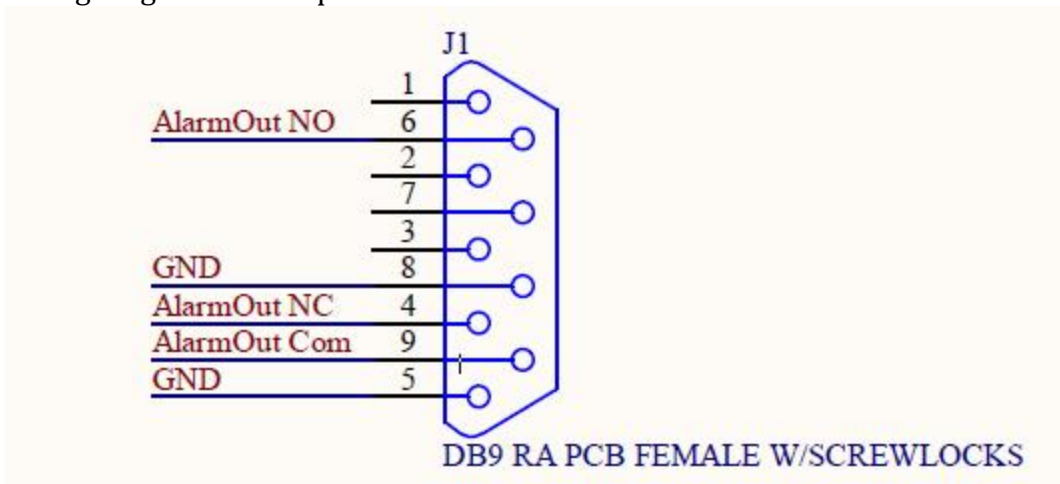 J1
1
AlarmOut NO 6
2
7
3
GND 8
AlarmOut NC 4
AlarmOut Com 9
GND 5
DB9 RA PCB FEMALE W/SCREWLOCKS